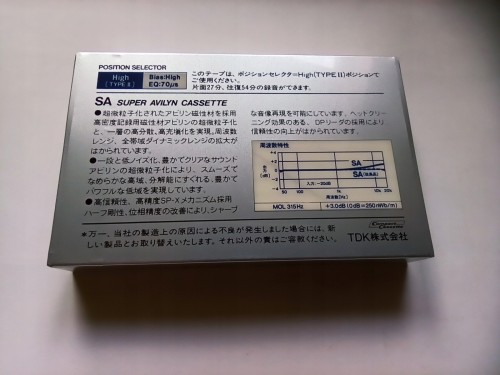 POSITION SELECTOR
High
[TYPE II]
Bias:High
EQ:70μs
このテープは、ポジションセレクター=High[TYPE II]ポジションで
ご使用ください。
片面27分、往復54分の録音ができます。
SA SUPER AVILYN CASSETTE
●超微粒子化されたアビリン磁性材を採用
高密度記録用磁性材アビリンの超微粒子化
と、一層の高分散、高充填化を実現。周波数
レンジ、全帯域ダイナミックレンジの拡大が
はかられています。
●一段と低ノイズ化、豊かでクリアなサウンド
アビリンの超微粒子化により、スムーズで
なめらかな高域、分解能にすぐれる、豊かで
パワフルな低域を実現しています。
●高信頼性、高精度SP-Xメカニズム採用
ハーフ剛性、位相精度の改善により、シャープ
な音像再現を可能にしています。ヘッドクリー
ニング効果のある、DPリーダの採用により
信頼性の向上がはかられています。
周波数特性
SA
SA
入力:-20dB
周波数[Hz]
MOL 315Hz
+3.0dB (0dB=250nWb/m)
*万一、当社の製造上の原因による不良が発生しました場合には、新
しい製品とお取り替えいたします。それ以外の責はご容赦ください。
TDK株式会社